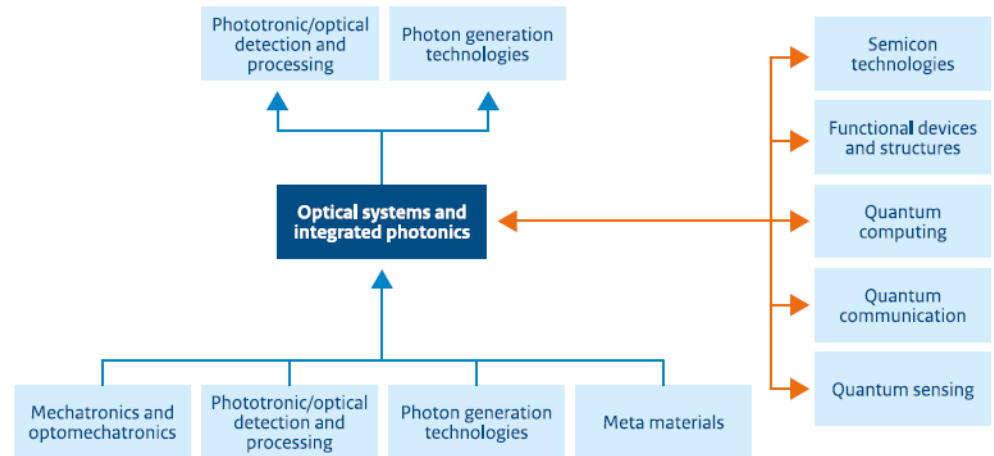 Phototronic/optical
detection and
processing
Photon generation
technologies
Semicon
technologies
Functional devices
and structures
Optical systems and
integrated photonics
Quantum
computing
Quantum
communication
Quantum sensing
Mechatronics and
optomechatronics
Phototronic/optical
detection and
processing
Photon generation
technologies
Meta materials